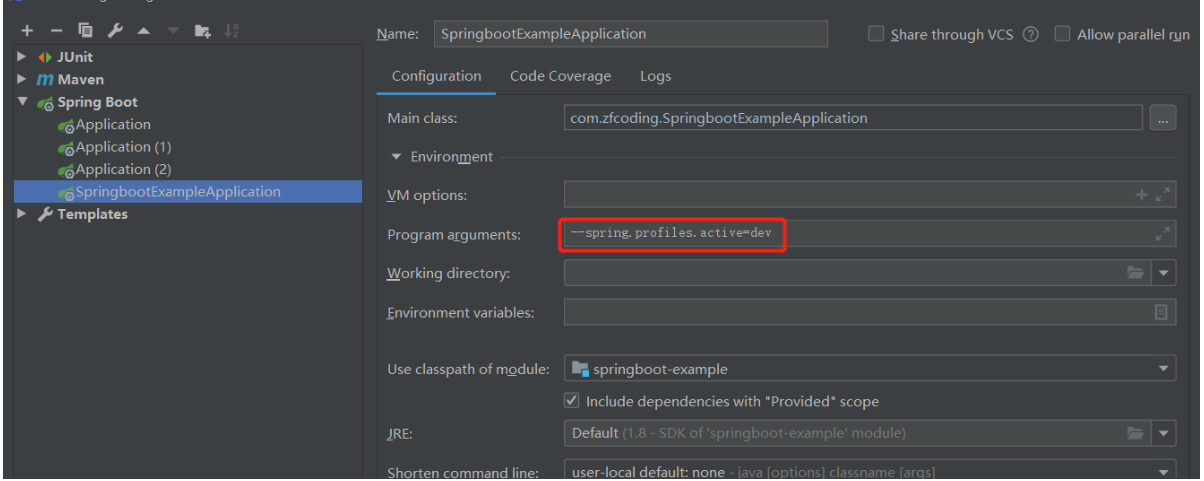 Name: SpringbootExampleApplication Share through VCS Allow parallel run
JUnit
Maven
Spring Boot
Application
Application (1)
Application (2)
SpringbootExampleApplication
Templates
Configuration Code Coverage Logs
Main class: com.zfcoding.SpringbootExampleApplication ...
Environment
VM options:
Program arguments: --spring.profiles.active=dev
Working directory:
Environment variables:
Use classpath of module: springboot-example
Include dependencies with "Provided" scope
JRE: Default (1.8 - SDK of 'springboot-example' module)
Shorten command line: user-local default: none - java [options] classname [args]